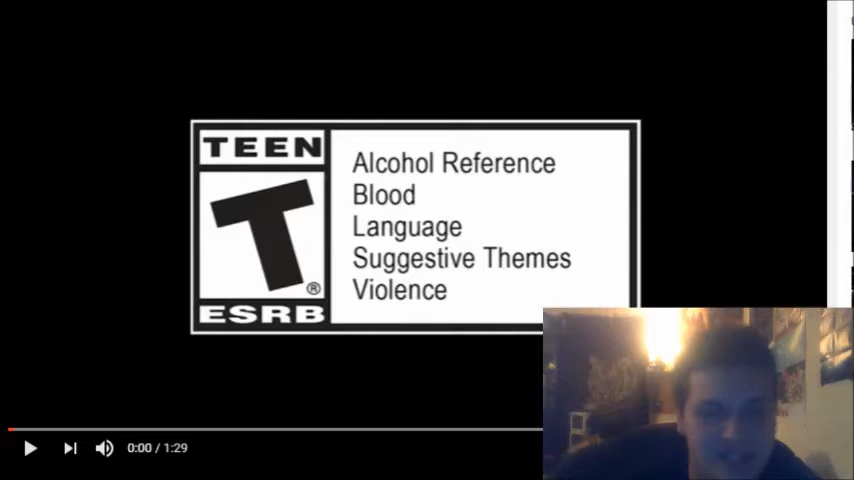 TEEN
Alcohol Reference
Blood
Language
Suggestive Themes
Violence
T®
ESRB
0:00 / 1:29